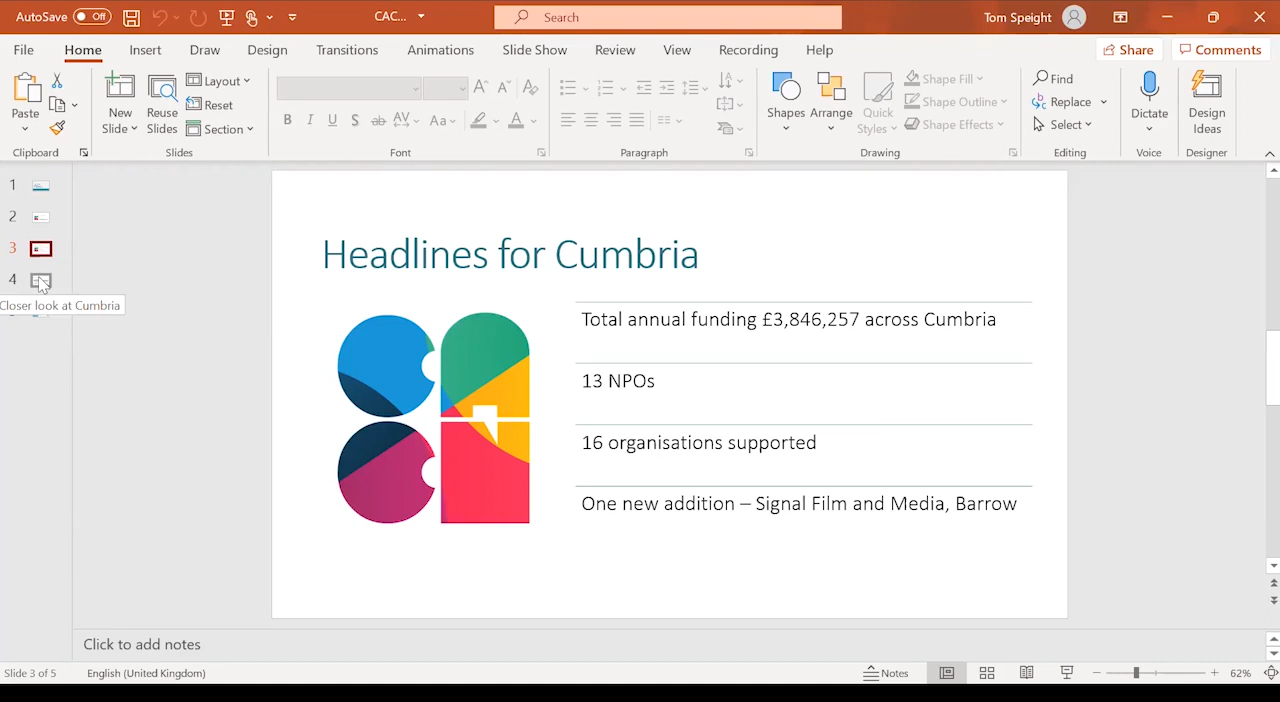 AutoSave Off CAC... Search Tom Speight
File Home Insert Draw Design Transitions Animations Slide Show Review View Recording Help Share Comments
Paste New Slide Reuse Slides Layout Reset Section B I U S ab AV Aa A Shapes Arrange Quick Styles Shape Fill Shape Outline Shape Effects Find Replace Select Dictate Design Ideas
Clipboard Slides Font Paragraph Drawing Editing Voice Designer
1
2
3
4
Closer look at Cumbria
Headlines for Cumbria
Total annual funding £3,846,257 across Cumbria
13 NPOs
16 organisations supported
One new addition – Signal Film and Media, Barrow
Click to add notes
Slide 3 of 5 English (United Kingdom) Notes 62%